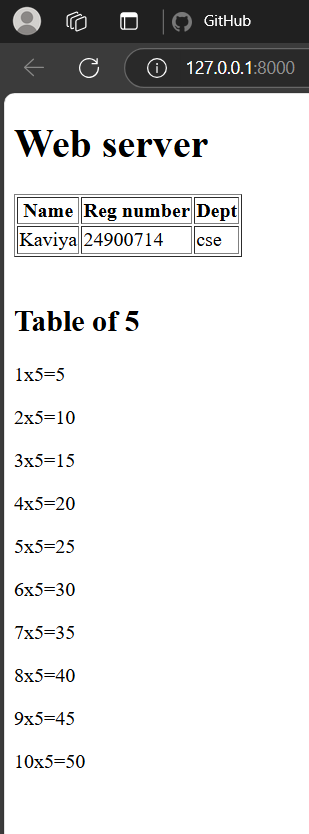 GitHub
127.0.0.1:8000
Web server
Name Reg number Dept
Kaviya 24900714 cse
Table of 5
1x5=5
2x5=10
3x5=15
4x5=20
5x5=25
6x5=30
7x5=35
8x5=40
9x5=45
10x5=50